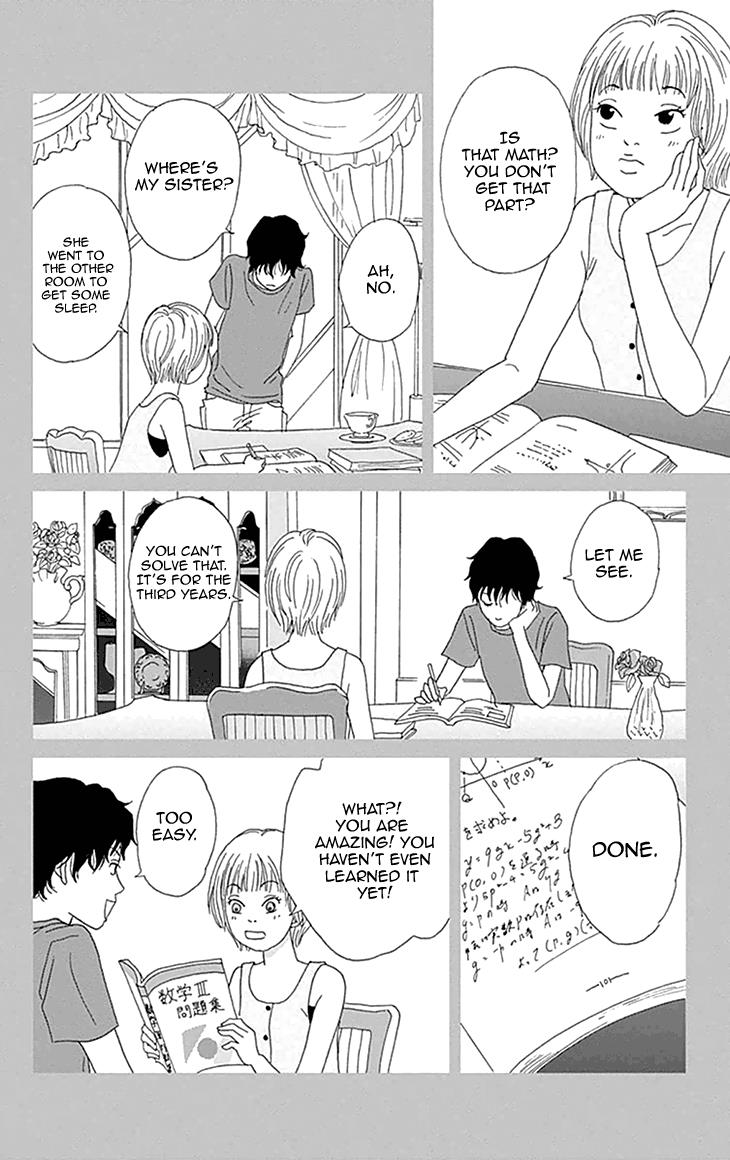 IS
THAT MATH?
YOU DON'T
GET THAT
PART?
WHERE'S
MY SISTER?
AH,
NO.
SHE
WENT TO
THE OTHER
ROOM TO
GET SOME
SLEEP.
LET ME
SEE.
YOU CAN'T
SOLVE THAT.
IT'S FOR THE
THIRD YEARS.
DONE.
を求めよ。
101
WHAT?!
YOU ARE
AMAZING! YOU
HAVEN'T EVEN
LEARNED IT
YET!
TOO
EASY.
数学III
問題集